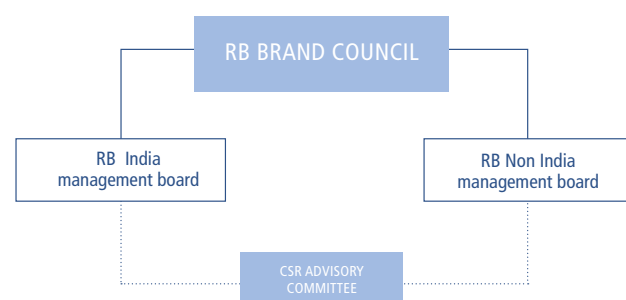 RB BRAND COUNCIL
RB India
management board
RB Non India
management board
CSR ADVISORY
COMMITTEE